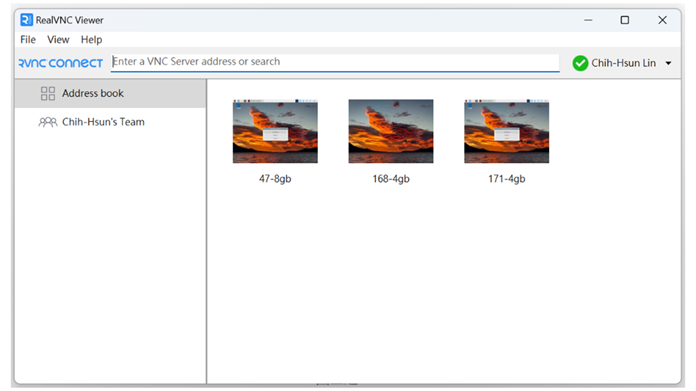 RealVNC Viewer
File View Help
RVNC CONNECT
Enter a VNC Server address or search
Chih-Hsun Lin
Address book
Chih-Hsun's Team
47-8gb
168-4gb
171-4gb